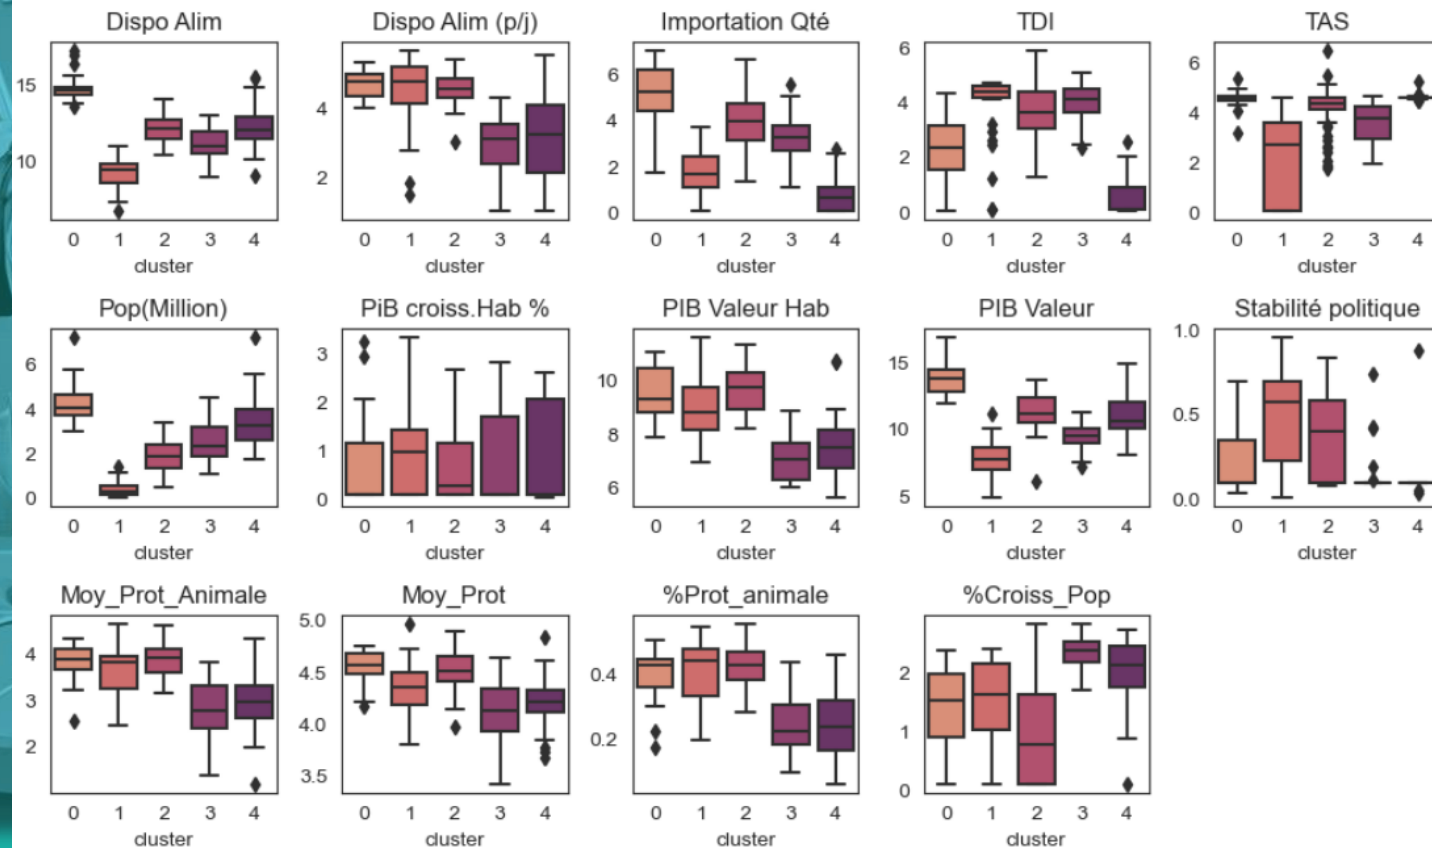 Dispo Alim Dispo Alim (p/j) Importation Qté TDI TAS
15 4 6 6 6
10 2 4 4 4
2 2 2
0 0 0
0 1 2 3 4 0 1 2 3 4 0 1 2 3 4 0 1 2 3 4 0 1 2 3 4
cluster cluster cluster cluster cluster
Pop(Million) PiB croiss.Hab % PIB Valeur Hab PIB Valeur Stabilité politique
6 3 10 15 1.0
4 2 8 10 0.5
2 1 6 5 0.0
0 0
0 1 2 3 4 0 1 2 3 4 0 1 2 3 4 0 1 2 3 4 0 1 2 3 4
cluster cluster cluster cluster cluster
Moy_Prot_Animale Moy_Prot %Prot_animale %Croiss_Pop
4 5.0 0.4 2
3 4.5 0.2 1
2 4.0 0
3.5
0 1 2 3 4 0 1 2 3 4 0 1 2 3 4 0 1 2 3 4
cluster cluster cluster cluster